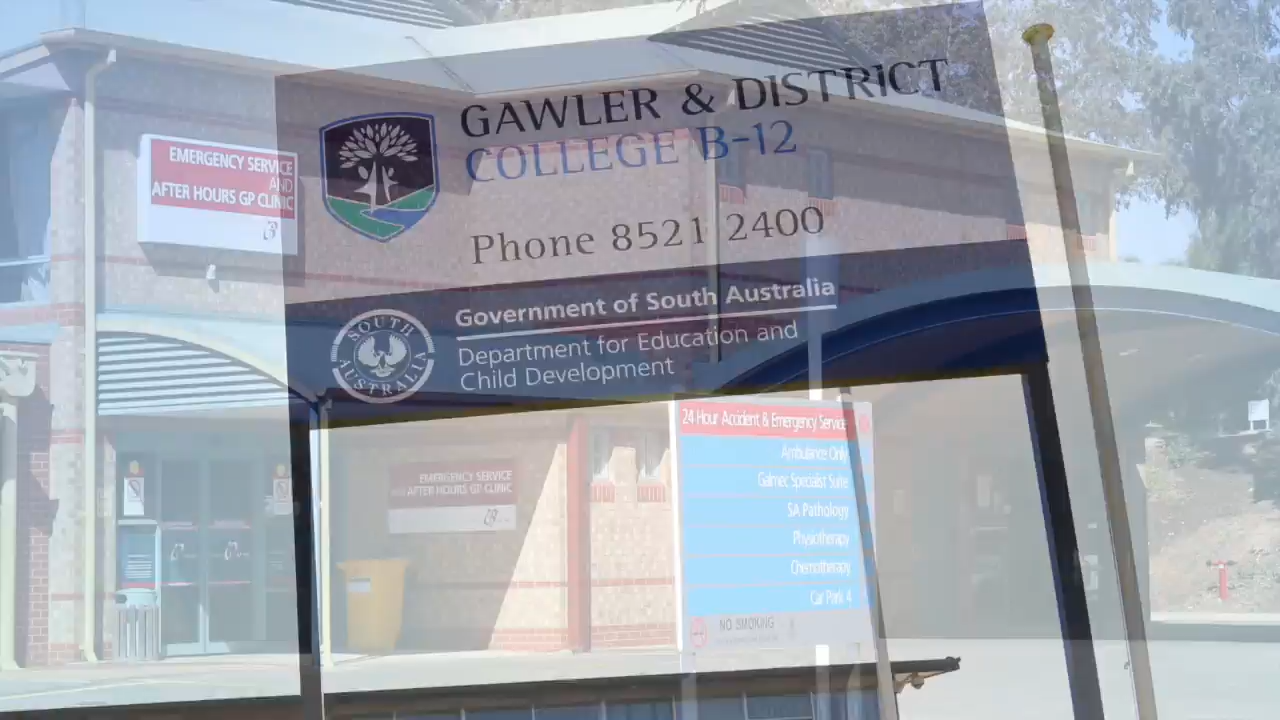 GAWLER & DISTRICT
COLLEGE B-12
Phone 8521 2400
SOUTH AUSTRALIA
Government of South Australia
Department for Education and
Child Development
EMERGENCY SERVICE
AND
AFTER HOURS GP CLINIC
EMERGENCY SERVICE
AND AFTER HOURS GP CLINIC
24 Hour Accident & Emergency Service
Ambulance Only
Galmec Specialist Suite
SA Pathology
Physiotherapy
Chemotherapy
Car Park 4
NO SMOKING